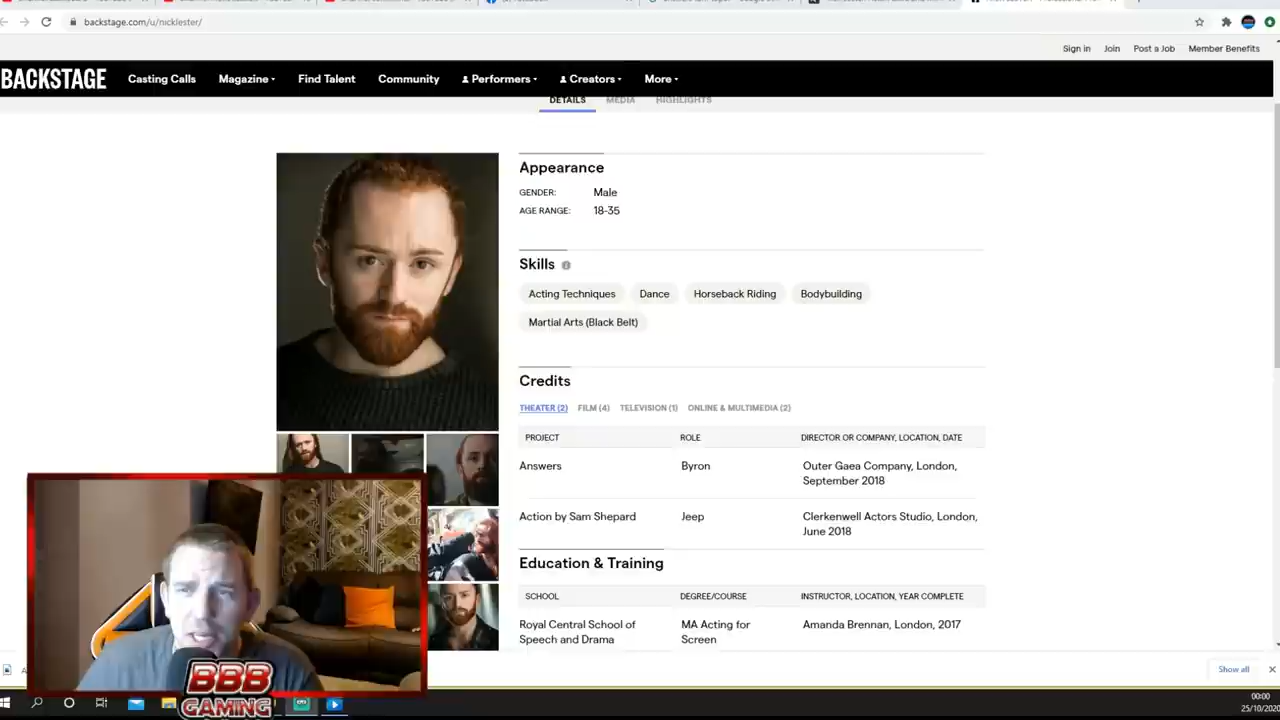 backstage.com/u/nicklester/
Sign in Join Post a Job Member Benefits
BACKSTAGE Casting Calls Magazine Find Talent Community Performers Creators More
DETAILS MEDIA HIGHLIGHTS
Appearance
GENDER: Male
AGE RANGE: 18-35
Skills
Acting Techniques Dance Horseback Riding Bodybuilding
Martial Arts (Black Belt)
Credits
THEATER (2) FILM (4) TELEVISION (1) ONLINE & MULTIMEDIA (2)
PROJECT ROLE DIRECTOR OR COMPANY, LOCATION, DATE
Answers Byron Outer Gaea Company, London,
September 2018
Action by Sam Shepard Jeep Clerkenwell Actors Studio, London,
June 2018
Education & Training
SCHOOL DEGREE/COURSE INSTRUCTOR, LOCATION, YEAR COMPLETE
Royal Central School of MA Acting for Amanda Brennan, London, 2017
Speech and Drama Screen
Show all
BBB
GAMING
00:00
25/10/2020